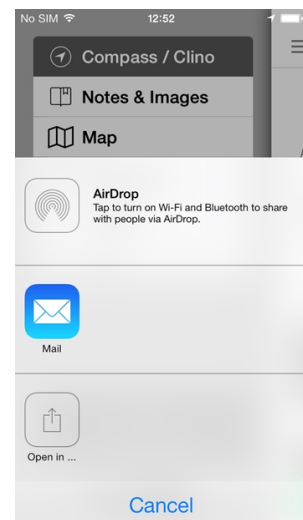 No SIM 12:52
Compass / Clino
Notes & Images
Map
AirDrop
Tap to turn on Wi-Fi and Bluetooth to share
with people via AirDrop.
Mail
Open in ...
Cancel